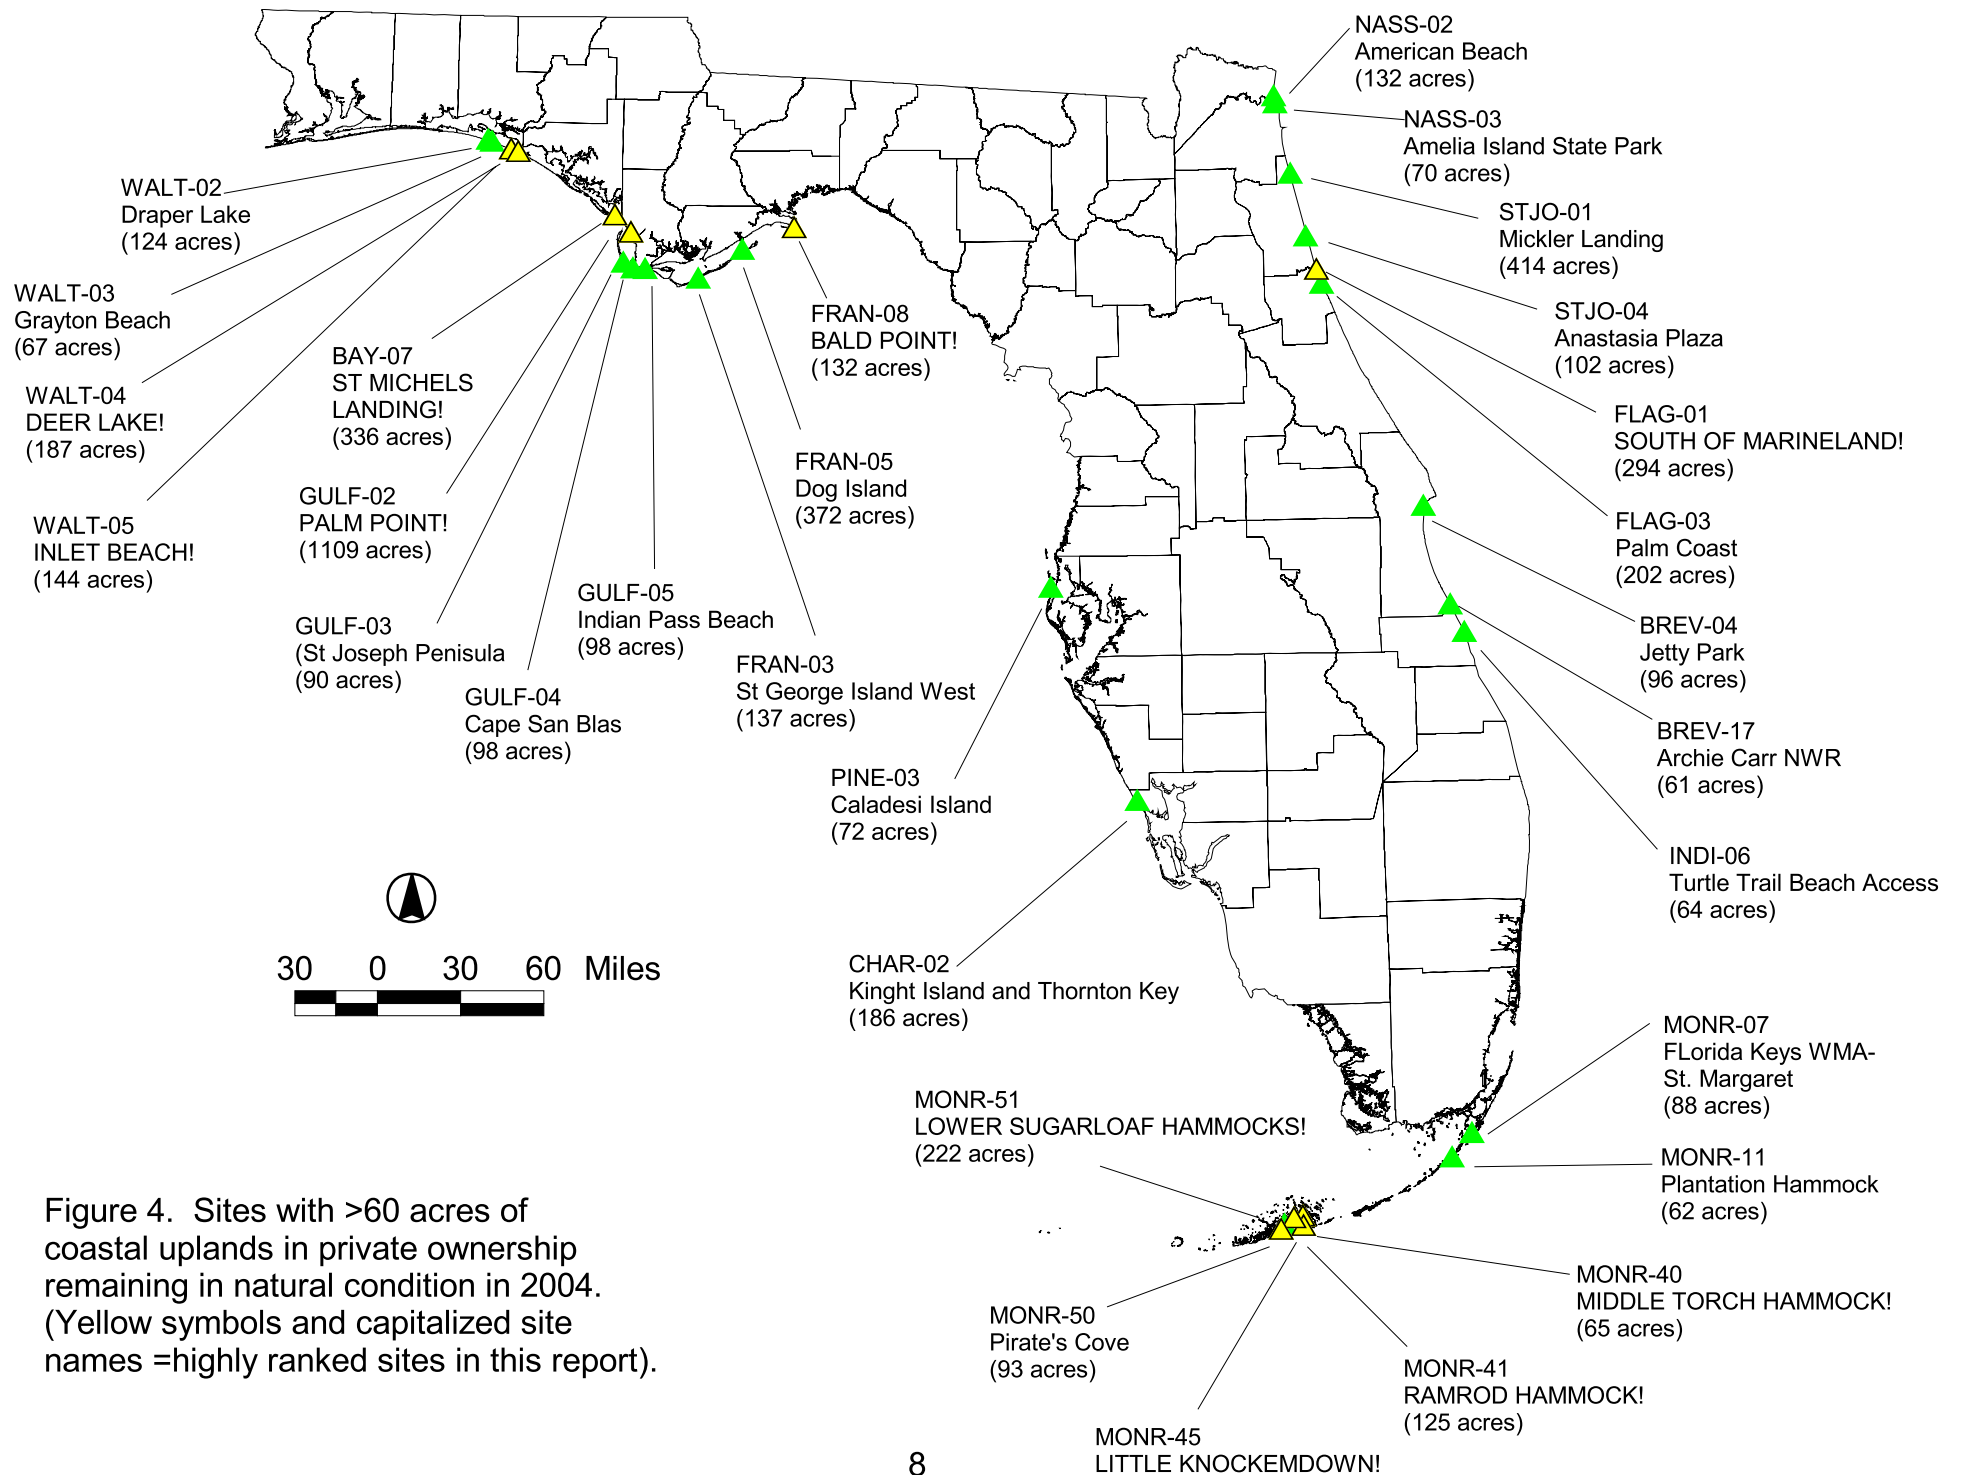 NASS-02
American Beach
(132 acres)
NASS-03
Amelia Island State Park
(70 acres)
STJO-01
Mickler Landing
(414 acres)
STJO-04
Anastasia Plaza
(102 acres)
FLAG-01
SOUTH OF MARINELAND!
(294 acres)
FLAG-03
Palm Coast
(202 acres)
BREV-04
Jetty Park
(96 acres)
BREV-17
Archie Carr NWR
(61 acres)
INDI-06
Turtle Trail Beach Access
(64 acres)
WALT-02
Draper Lake
(124 acres)
WALT-03
Grayton Beach
(67 acres)
WALT-04
DEER LAKE!
(187 acres)
WALT-05
INLET BEACH!
(144 acres)
BAY-07
ST MICHELS
LANDING!
(336 acres)
GULF-02
PALM POINT!
(1109 acres)
GULF-03
(St Joseph Penisula
(90 acres)
GULF-04
Cape San Blas
(98 acres)
GULF-05
Indian Pass Beach
(98 acres)
FRAN-03
St George Island West
(137 acres)
FRAN-05
Dog Island
(372 acres)
FRAN-08
BALD POINT!
(132 acres)
PINE-03
Caladesi Island
(72 acres)
CHAR-02
Kinght Island and Thornton Key
(186 acres)
30 0 30 60 Miles
MONR-07
FLorida Keys WMA-
St. Margaret
(88 acres)
MONR-11
Plantation Hammock
(62 acres)
MONR-51
LOWER SUGARLOAF HAMMOCKS!
(222 acres)
MONR-40
MIDDLE TORCH HAMMOCK!
(65 acres)
MONR-50
Pirate's Cove
(93 acres)
MONR-41
RAMROD HAMMOCK!
(125 acres)
MONR-45
LITTLE KNOCKEMDOWN!
Figure 4. Sites with >60 acres of
coastal uplands in private ownership
remaining in natural condition in 2004.
(Yellow symbols and capitalized site
names =highly ranked sites in this report).
8